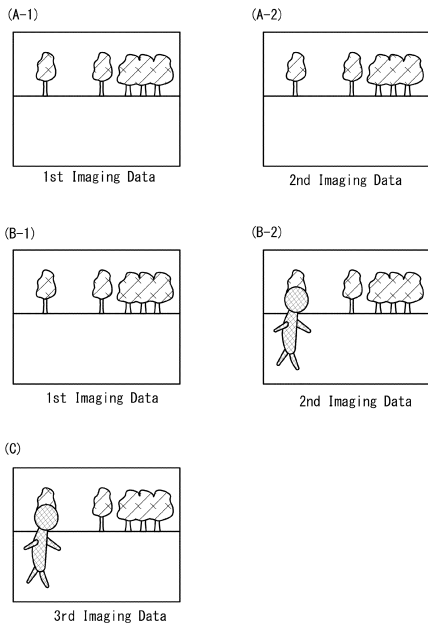 (A-1)
(A-2)
1st Imaging Data
2nd Imaging Data
(B-1)
(B-2)
1st Imaging Data
2nd Imaging Data
(C)
3rd Imaging Data